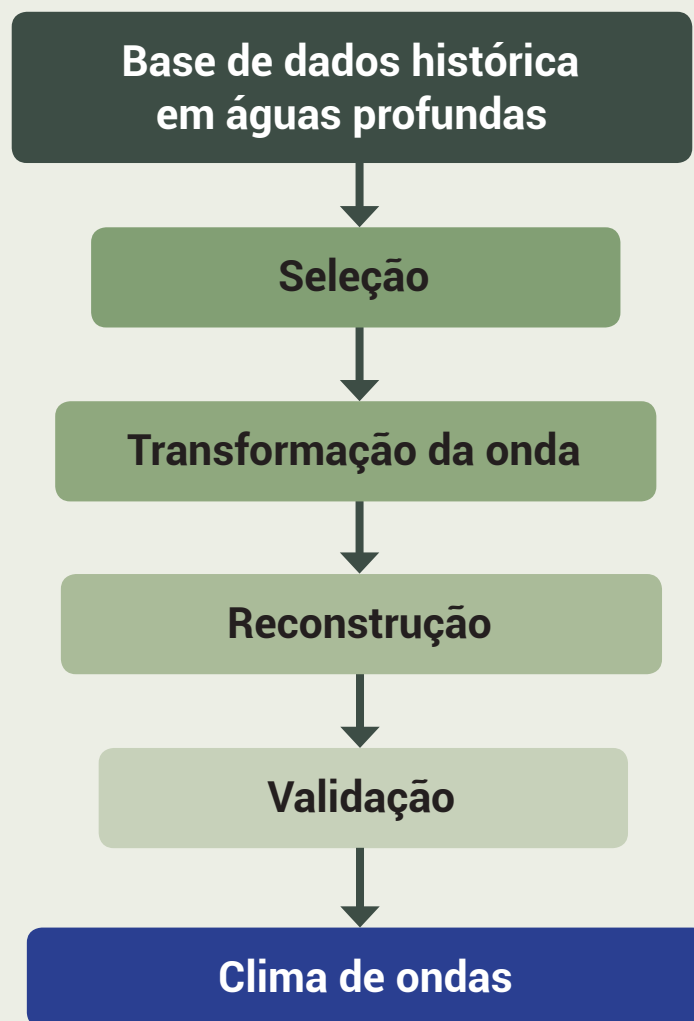 Base de dados histórica
em águas profundas
Seleção
Transformação da onda
Reconstrução
Validação
Clima de ondas